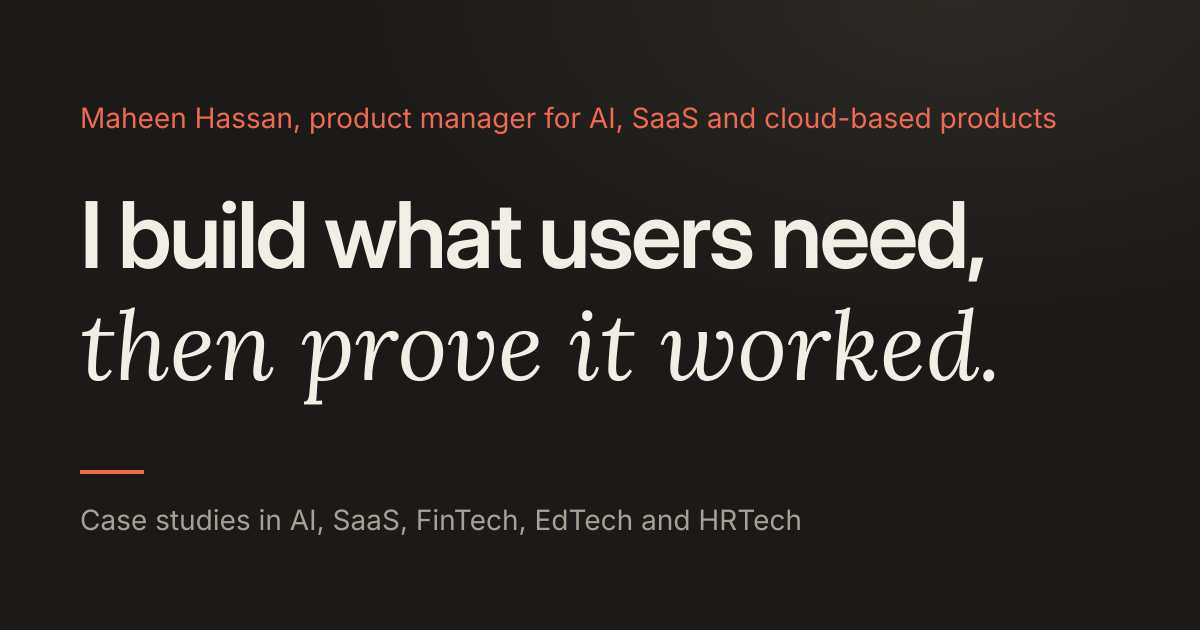 Maheen Hassan, product manager for AI, SaaS and cloud-based products
I build what users need,
then prove it worked.
Case studies in AI, SaaS, FinTech, EdTech and HRTech